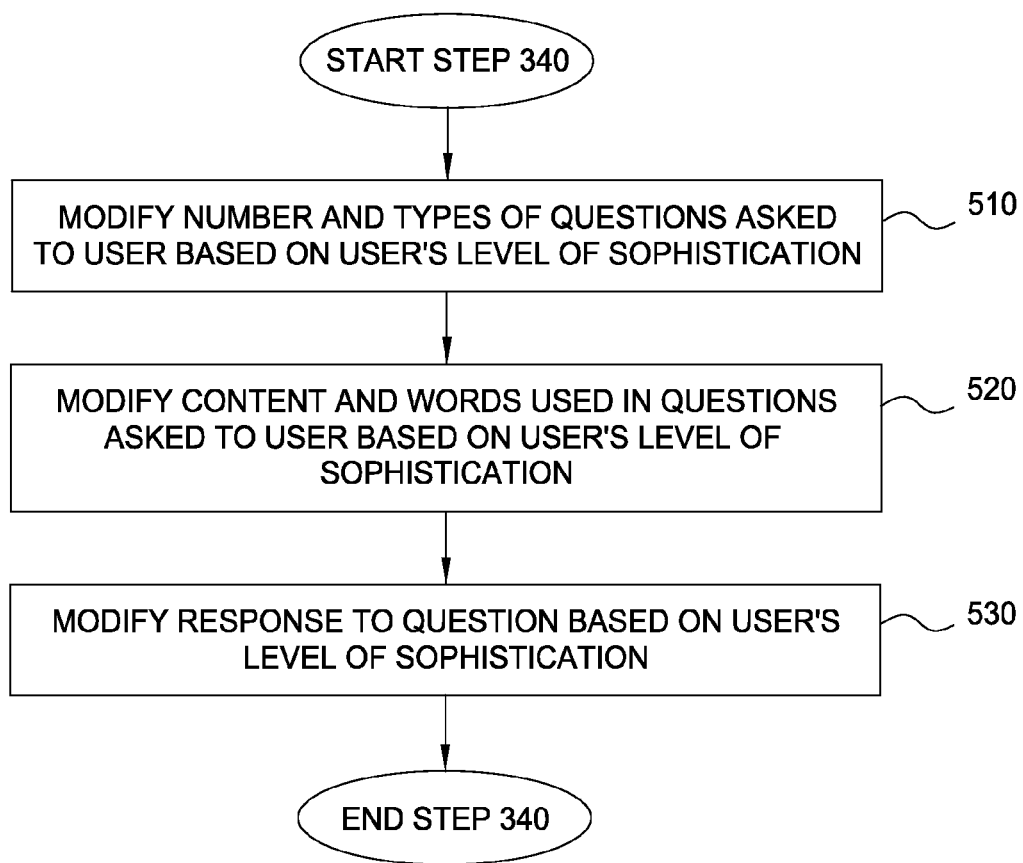 START STEP 340
MODIFY NUMBER AND TYPES OF QUESTIONS ASKED
TO USER BASED ON USER'S LEVEL OF SOPHISTICATION
510
MODIFY CONTENT AND WORDS USED IN QUESTIONS
ASKED TO USER BASED ON USER'S LEVEL OF
SOPHISTICATION
520
MODIFY RESPONSE TO QUESTION BASED ON USER'S
LEVEL OF SOPHISTICATION
530
END STEP 340